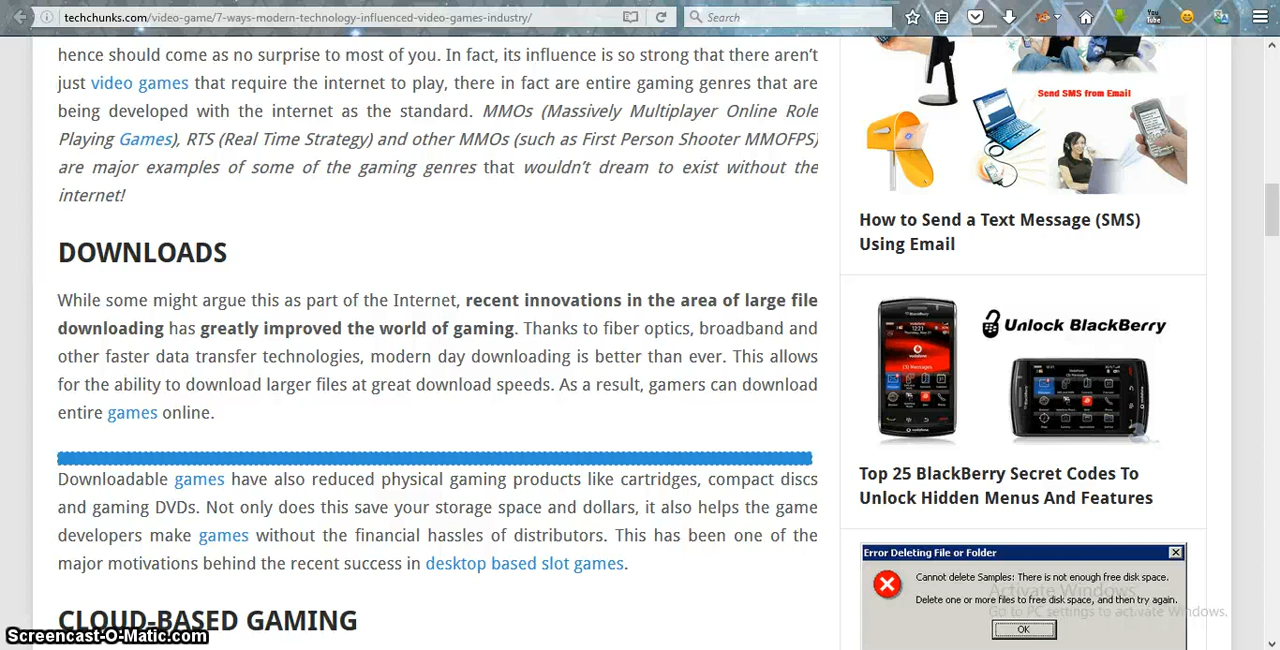 techchunks.com/video-game/7-ways-modern-technology-influenced-video-games-industry/
Search
You
Tube
hence should come as no surprise to most of you. In fact, its influence is so strong that there aren't
just video games that require the internet to play, there in fact are entire gaming genres that are
being developed with the internet as the standard. MMOs (Massively Multiplayer Online Role
Playing Games), RTS (Real Time Strategy) and other MMOs (such as First Person Shooter MMOFPS)
are major examples of some of the gaming genres that wouldn't dream to exist without the
internet!
DOWNLOADS
While some might argue this as part of the Internet, recent innovations in the area of large file
downloading has greatly improved the world of gaming. Thanks to fiber optics, broadband and
other faster data transfer technologies, modern day downloading is better than ever. This allows
for the ability to download larger files at great download speeds. As a result, gamers can download
entire games online.
Downloadable games have also reduced physical gaming products like cartridges, compact discs
and gaming DVDs. Not only does this save your storage space and dollars, it also helps the game
developers make games without the financial hassles of distributors. This has been one of the
major motivations behind the recent success in desktop based slot games.
CLOUD-BASED GAMING
Send SMS from Email
How to Send a Text Message (SMS)
Using Email
Unlock BlackBerry
Top 25 BlackBerry Secret Codes To
Unlock Hidden Menus And Features
Error Deleting File or Folder
Cannot delete Samples: There is not enough free disk space.
Delete one or more files to free disk space, and then try again.
OK
Activate Windows
Go to PC settings to activate Windows.
Screencast-O-Matic.com